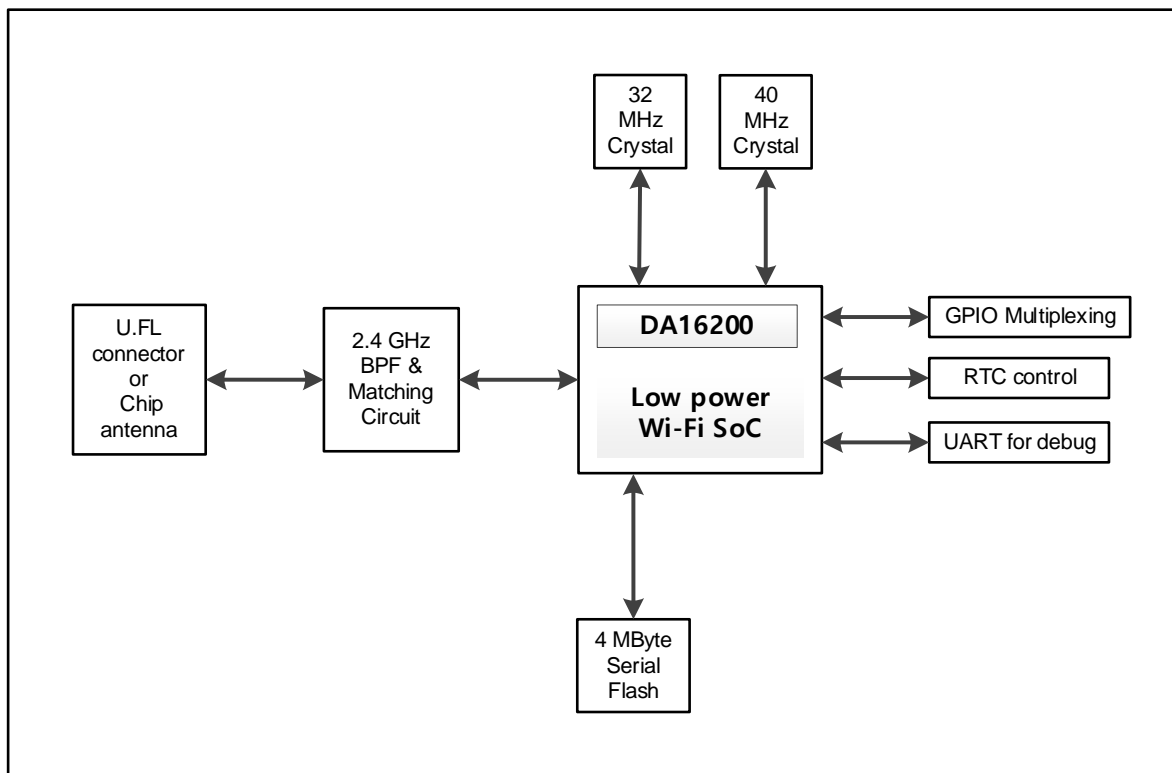 32
MHz
Crystal
40
MHz
Crystal
U.FL
connector
or
Chip
antenna
2.4 GHz
BPF &
Matching
Circuit
DA16200
Low power
Wi-Fi SoC
GPIO Multiplexing
RTC control
UART for debug
4 MByte
Serial
Flash